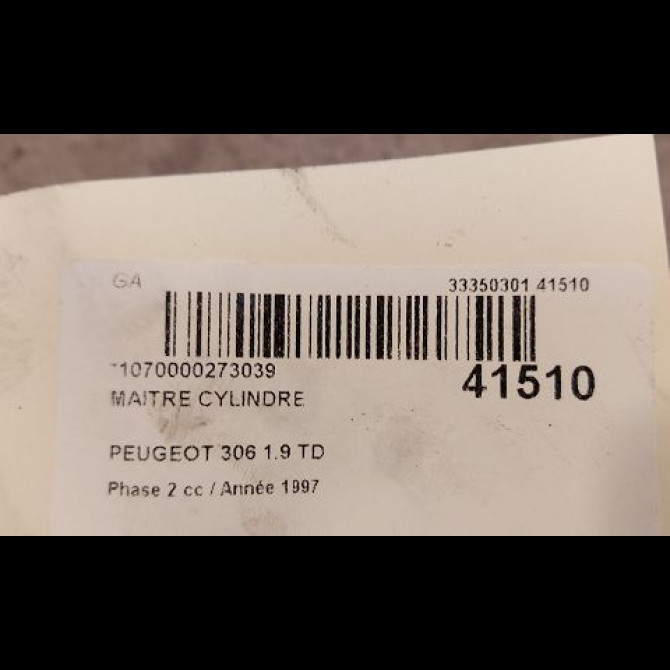 GA 33350301 41510
*1070000273039 41510
MAITRE CYLINDRE
PEUGEOT 306 1.9 TD
Phase 2 cc / Année 1997